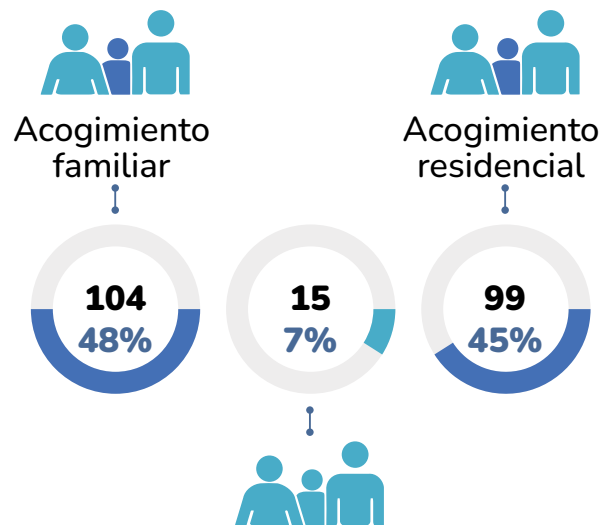 Acogimiento
familiar
Acogimiento
residencial
104
48%
15
7%
99
45%